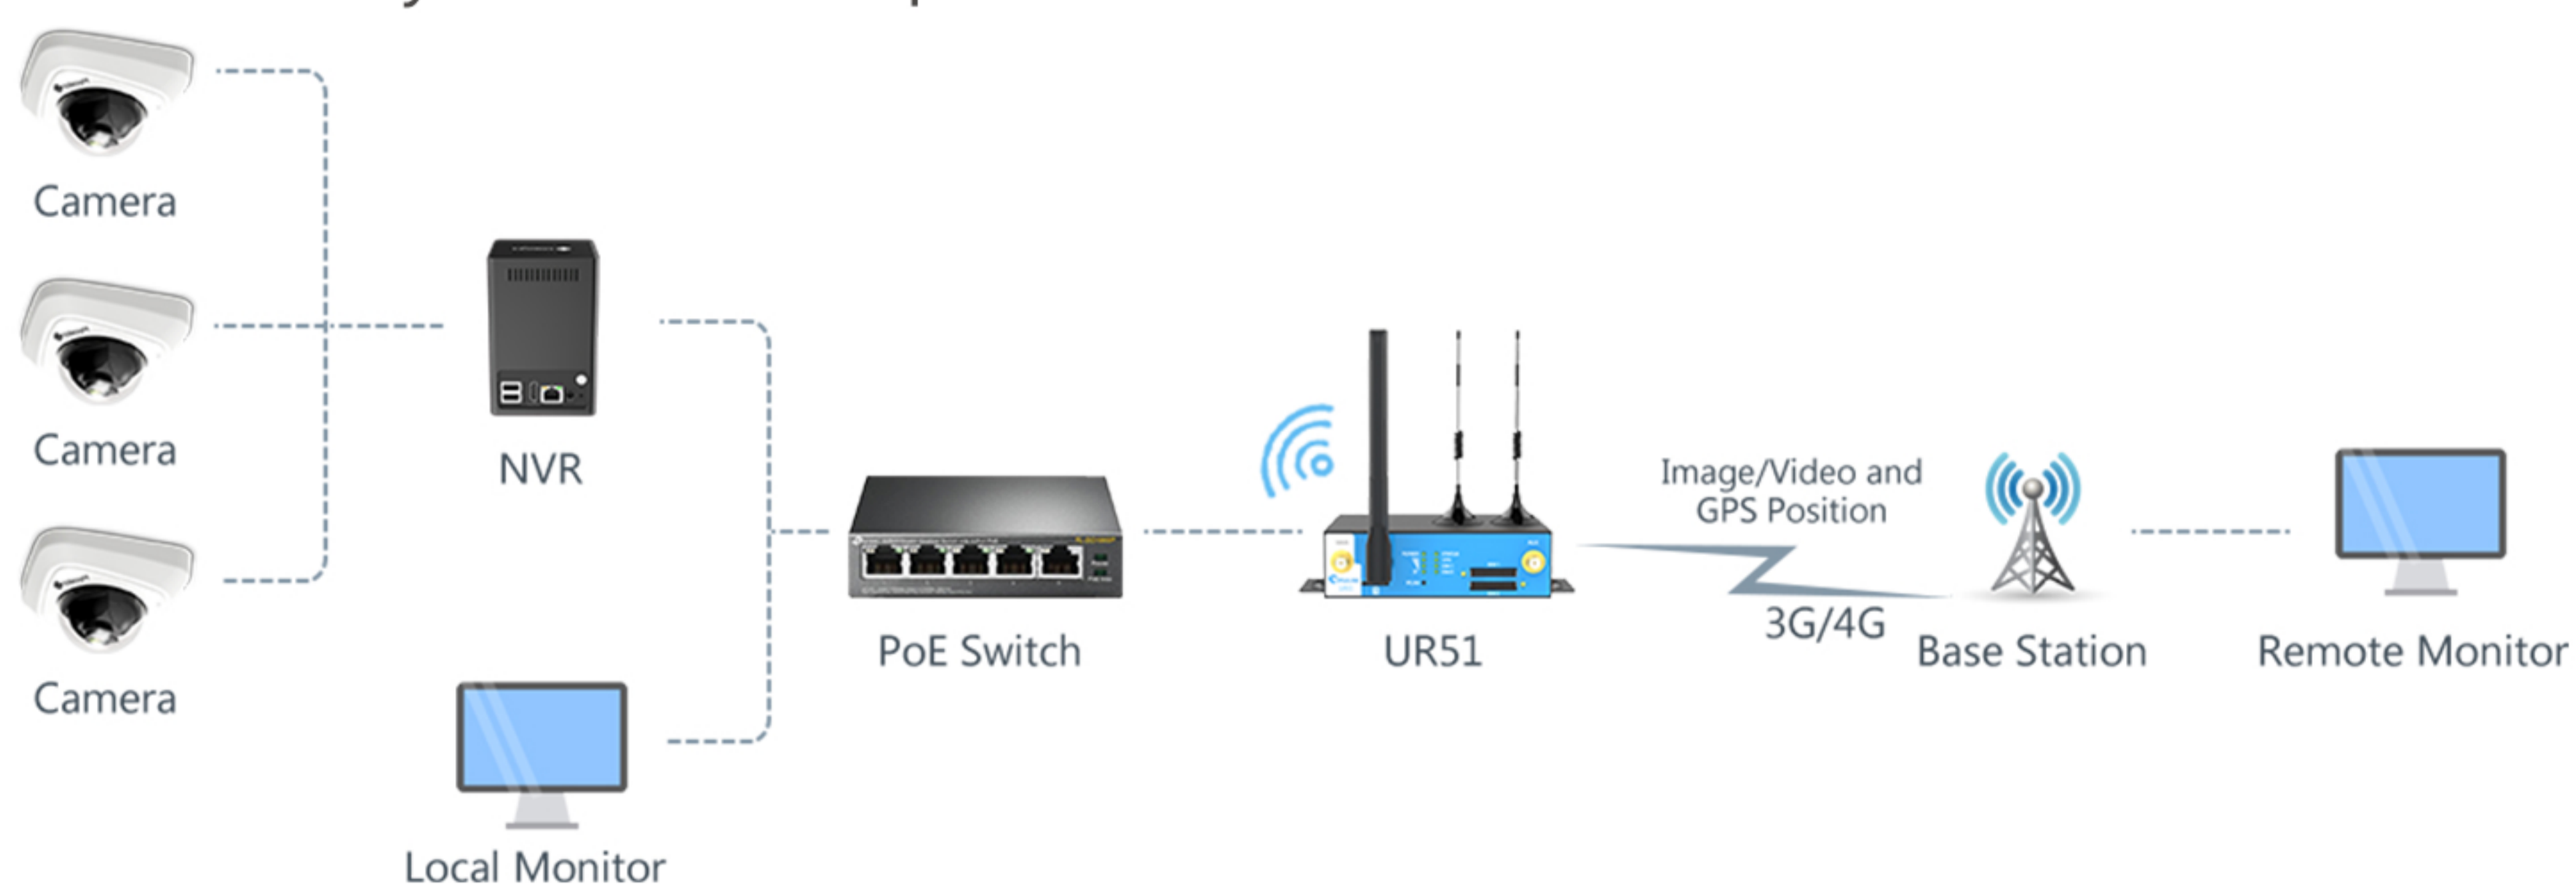 Camera
Camera
Camera
NVR
Local Monitor
PoE Switch
UR51
Image/Video and
GPS Position
3G/4G
Base Station
Remote Monitor